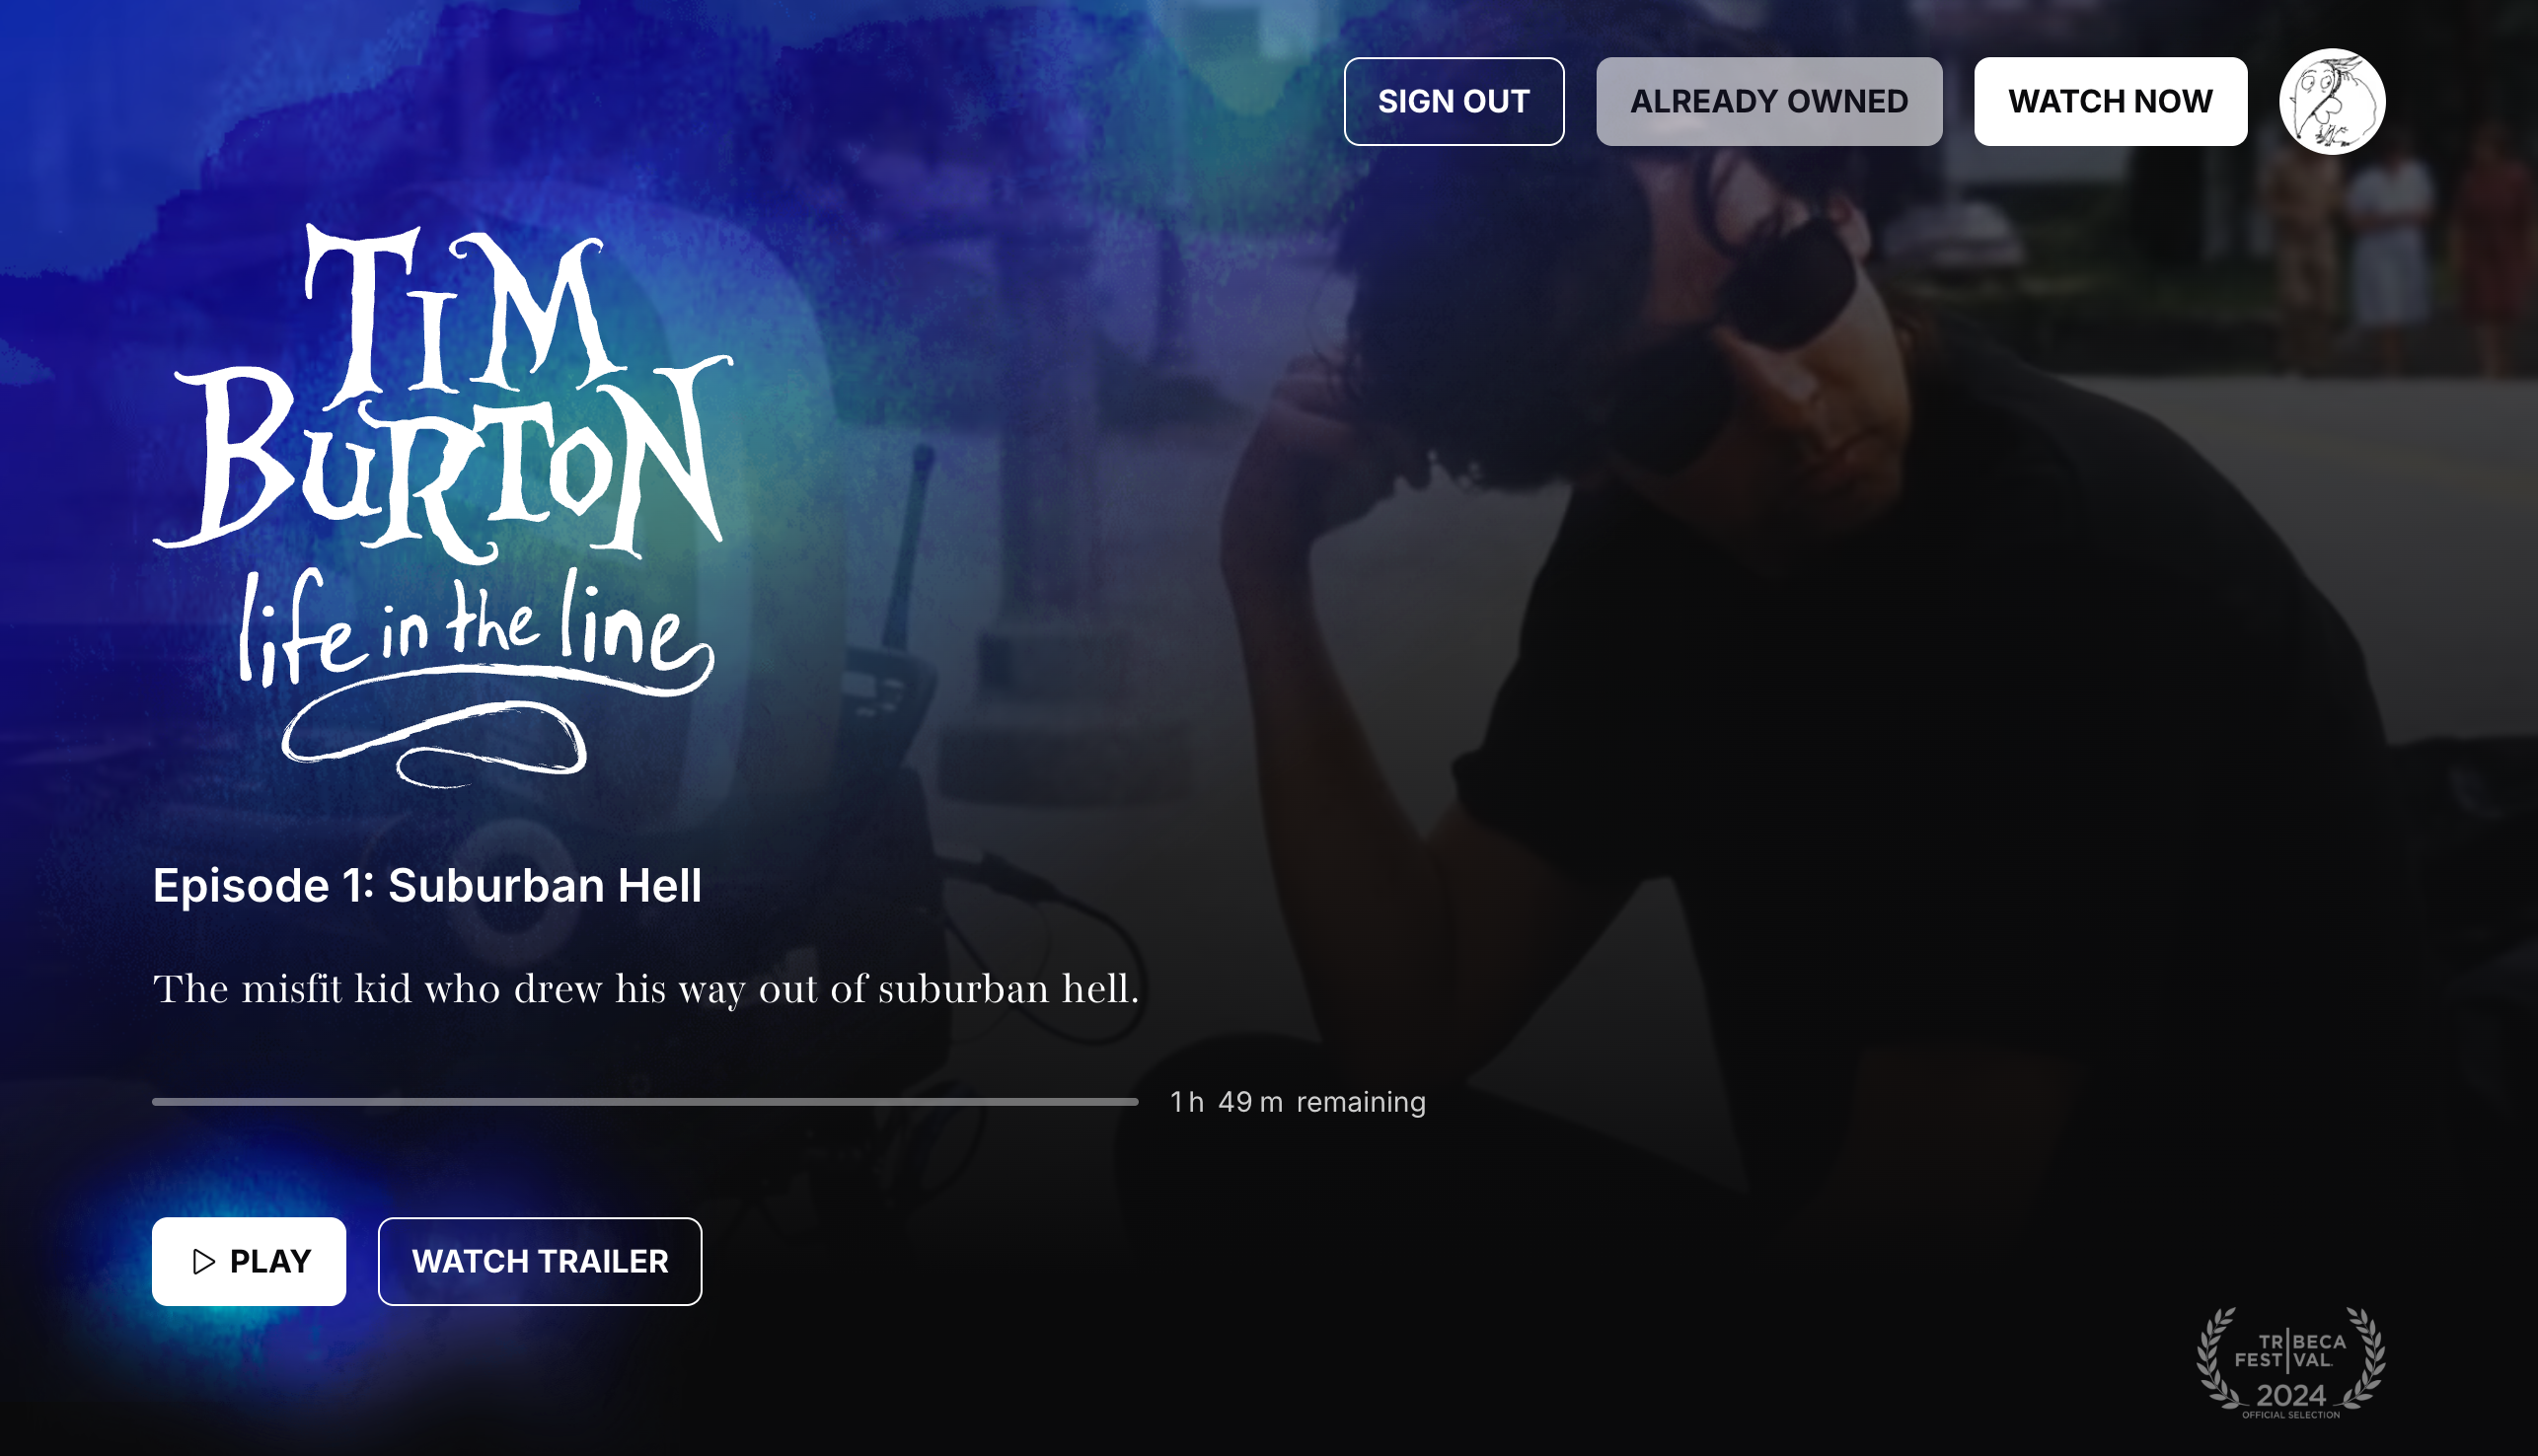 SIGN OUT
ALREADY OWNED
WATCH NOW
TIM
BURTON
life in the line
Episode 1: Suburban Hell
The misfit kid who drew his way out of suburban hell.
1 h 49 m remaining
PLAY
WATCH TRAILER
TRIBECA
FESTIVAL
2024
OFFICIAL SELECTION